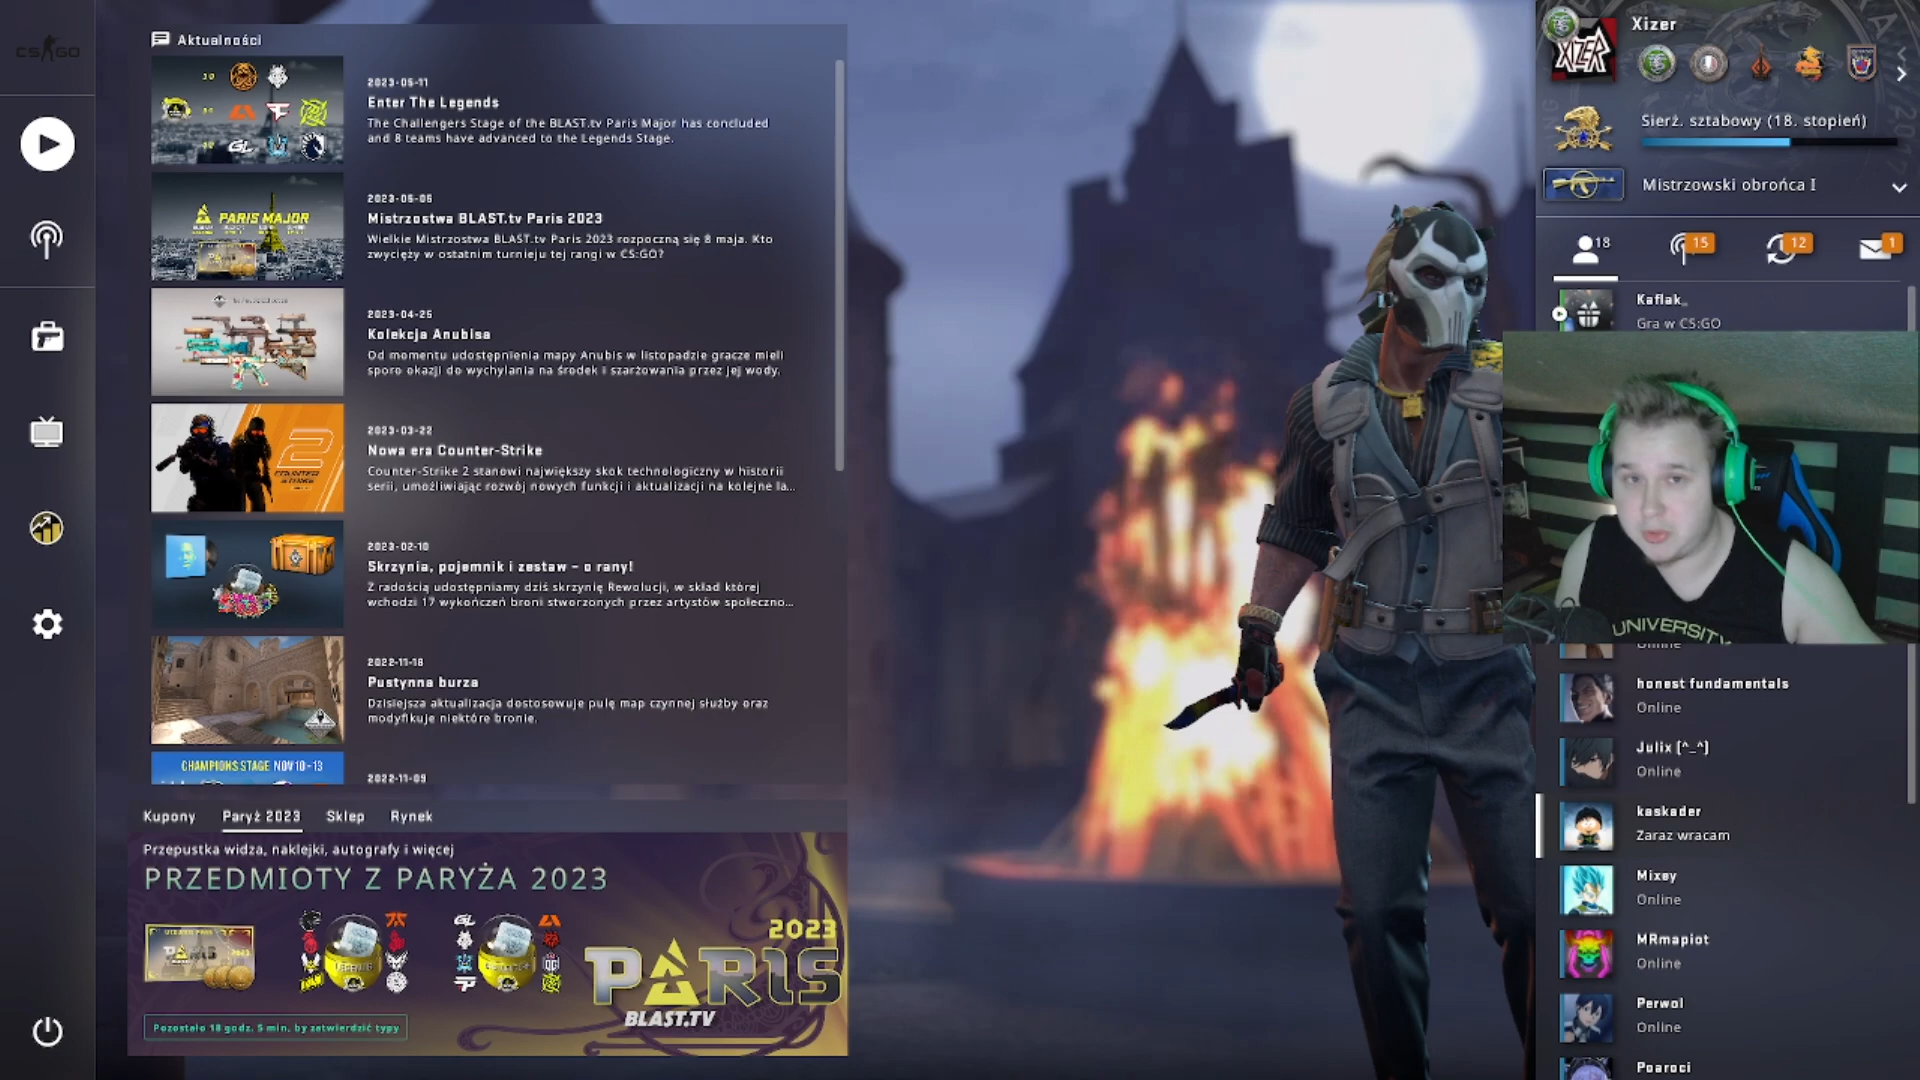 CS GO
Aktualności
2023-05-11
Enter The Legends
The Challengers Stage of the BLAST.tv Paris Major has concluded
and 8 teams have advanced to the Legends Stage.
GL
2023-05-05
Mistrzostwa BLAST.tv Paris 2023
Wielkie Mistrzostwa BLAST.tv Paris 2023 rozpoczną się 8 maja. Kto
zwycięży w ostatnim turnieju tej rangi w CS:GO?
PARIS MAJOR
2023-04-25
Kolekcja Anubisa
Od momentu udostępnienia mapy Anubis w listopadzie gracze mieli
sporo okazji do wychylania na środek i szarżowania przez jej wody.
2023-03-22
Nowa era Counter-Strike
Counter-Strike 2 stanowi największy skok technologiczny w historii
serii, umożliwiając rozwój nowych funkcji i aktualizacji na kolejne la...
2
COUNTER
STRIKE
2023-02-10
Skrzynia, pojemnik i zestaw – o rany!
Z radością udostępniamy dziś skrzynię Rewolucji, w skład której
wchodzi 17 wykończeń broni stworzonych przez artystów społeczno...
2022-11-18
Pustynna burza
Dzisiejsza aktualizacja dostosowuje pulę map czynnej służby oraz
modyfikuje niektóre bronie.
CHAMPIONS STAGE NOV 10-13
2022-11-09
Kupony Paryż 2023 Sklep Rynek
Przepustka widza, naklejki, autografy i więcej
PRZEDMIOTY Z PARYŻA 2023
GL
2023
PARIS
BLAST.TV
Pozostało 18 godz. 5 min. by zatwierdzić typy
XIZER
Xizer
Sierż. sztabowy (18. stopień)
Mistrzowski obrońca I
18 15 12 1
Kaflak_
Gra w CS:GO
UNIVERSITY
Online
honest fundamentals
Online
Julix [^_^]
Online
kaskader
Zaraz wracam
Mixey
Online
MRmapiot
Online
Perwol
Online
Poaroci